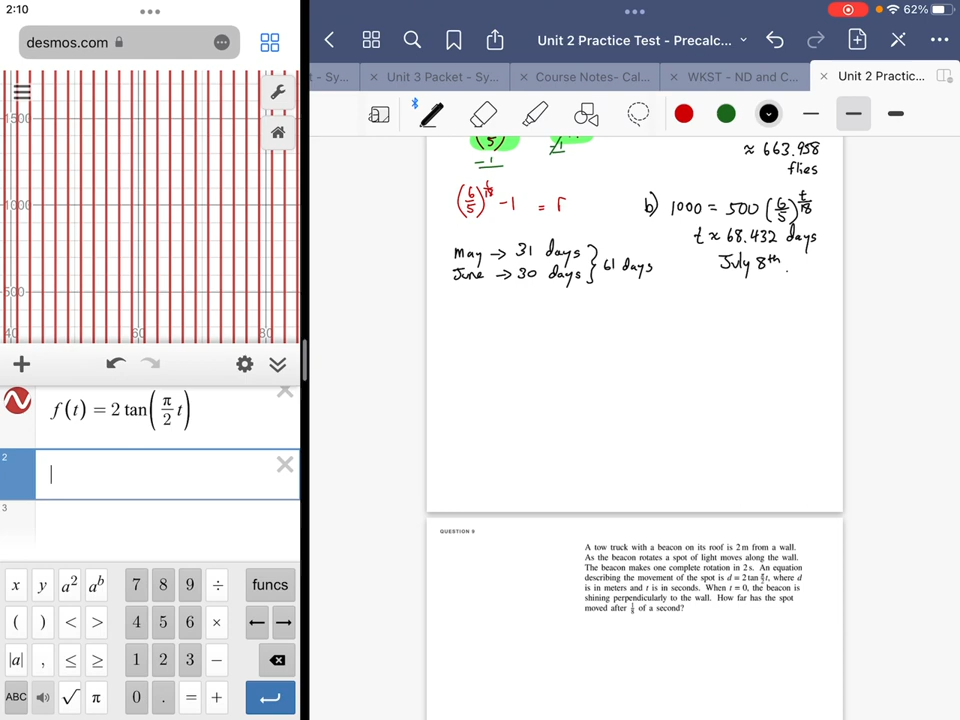 2:10
62%
desmos.com
1500
1000
500
40
60
80
f(t) = 2 tan(π/2 t)
2
3
x y a² aᵇ 7 8 9 ÷ funcs
( ) < > 4 5 6 × ← →
|a| , ≤ ≥ 1 2 3 −
ABC √ π 0 . = +
Unit 2 Practice Test - Precalc...
t - Sy...
Unit 3 Packet - Sy...
Course Notes- Cal...
WKST - ND and C...
Unit 2 Practic...
5)
-1
-1
≈ 663.958
flies
(6/5)^(1/18) - 1 = r
b) 1000 = 500 (6/5)^(t/18)
t ≈ 68.432 days
July 8th.
May → 31 days
June → 30 days } 61 days
QUESTION 9
A tow truck with a beacon on its roof is 2 m from a wall.
As the beacon rotates a spot of light moves along the wall.
The beacon makes one complete rotation in 2 s. An equation
describing the movement of the spot is d = 2 tan π/2 t, where d
is in meters and t is in seconds. When t = 0, the beacon is
shining perpendicularly to the wall. How far has the spot
moved after 1/8 of a second?